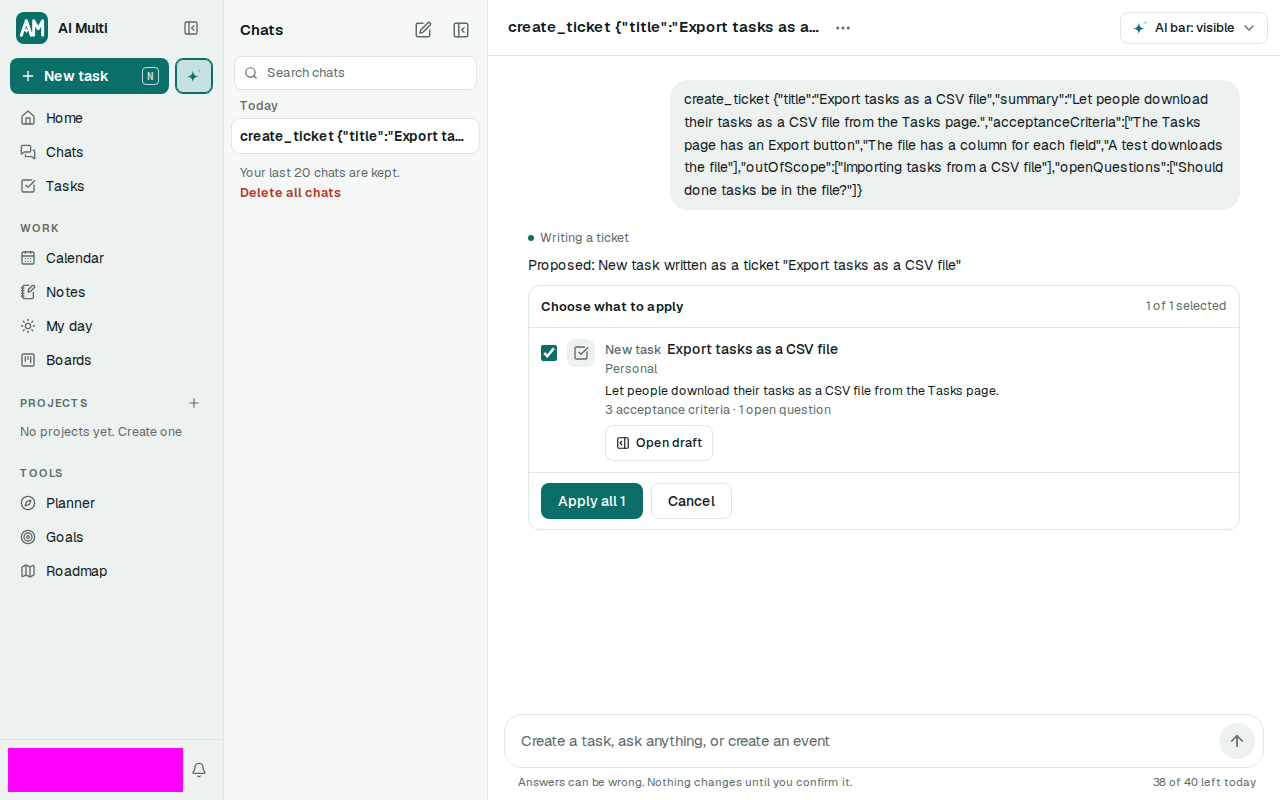 AM AI Multi
New task N
Home
Chats
Tasks
WORK
Calendar
Notes
My day
Boards
PROJECTS
No projects yet. Create one
TOOLS
Planner
Goals
Roadmap
Chats
Search chats
Today
create_ticket {"title":"Export ta...
Your last 20 chats are kept.
Delete all chats
create_ticket {"title":"Export tasks as a...
AI bar: visible
create_ticket {"title":"Export tasks as a CSV file","summary":"Let people download
their tasks as a CSV file from the Tasks page.","acceptanceCriteria":["The Tasks
page has an Export button","The file has a column for each field","A test downloads
the file"],"outOfScope":["Importing tasks from a CSV file"],"openQuestions":["Should
done tasks be in the file?"]}
Writing a ticket
Proposed: New task written as a ticket "Export tasks as a CSV file"
Choose what to apply
1 of 1 selected
New task Export tasks as a CSV file
Personal
Let people download their tasks as a CSV file from the Tasks page.
3 acceptance criteria · 1 open question
Open draft
Apply all 1
Cancel
Create a task, ask anything, or create an event
Answers can be wrong. Nothing changes until you confirm it.
38 of 40 left today